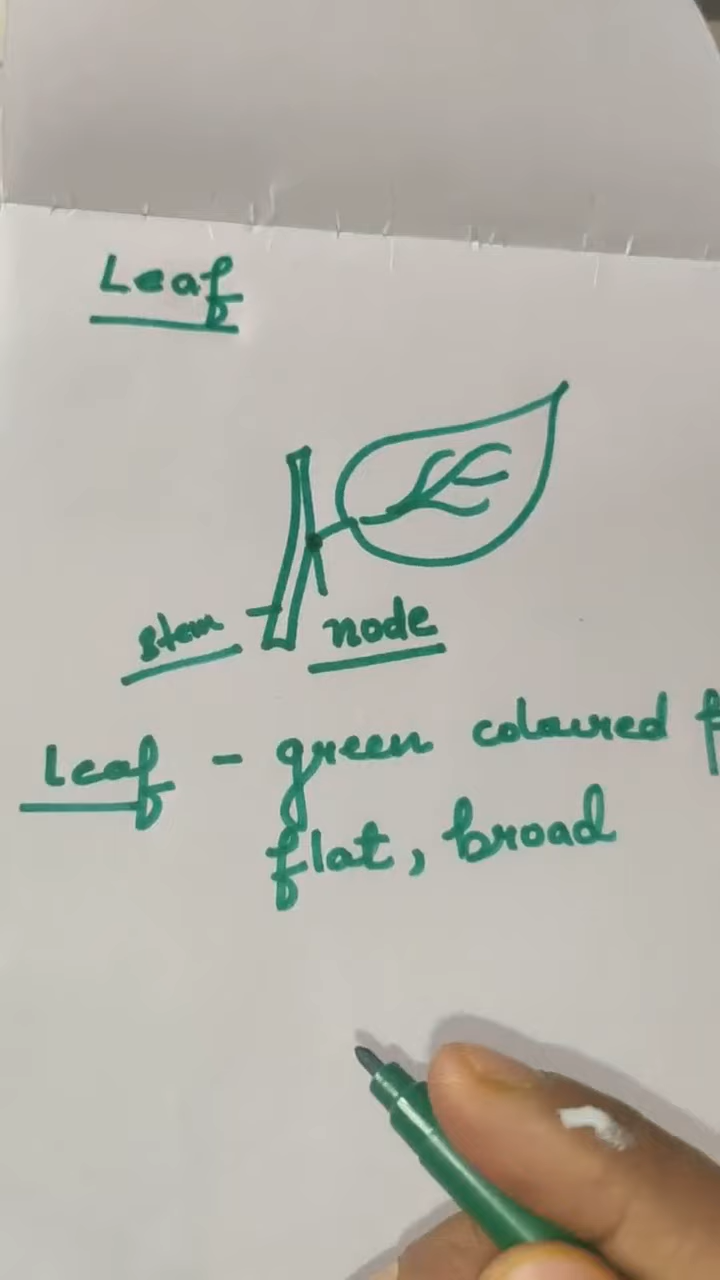 Leaf
stem
node
Leaf - green coloured
flat, broad